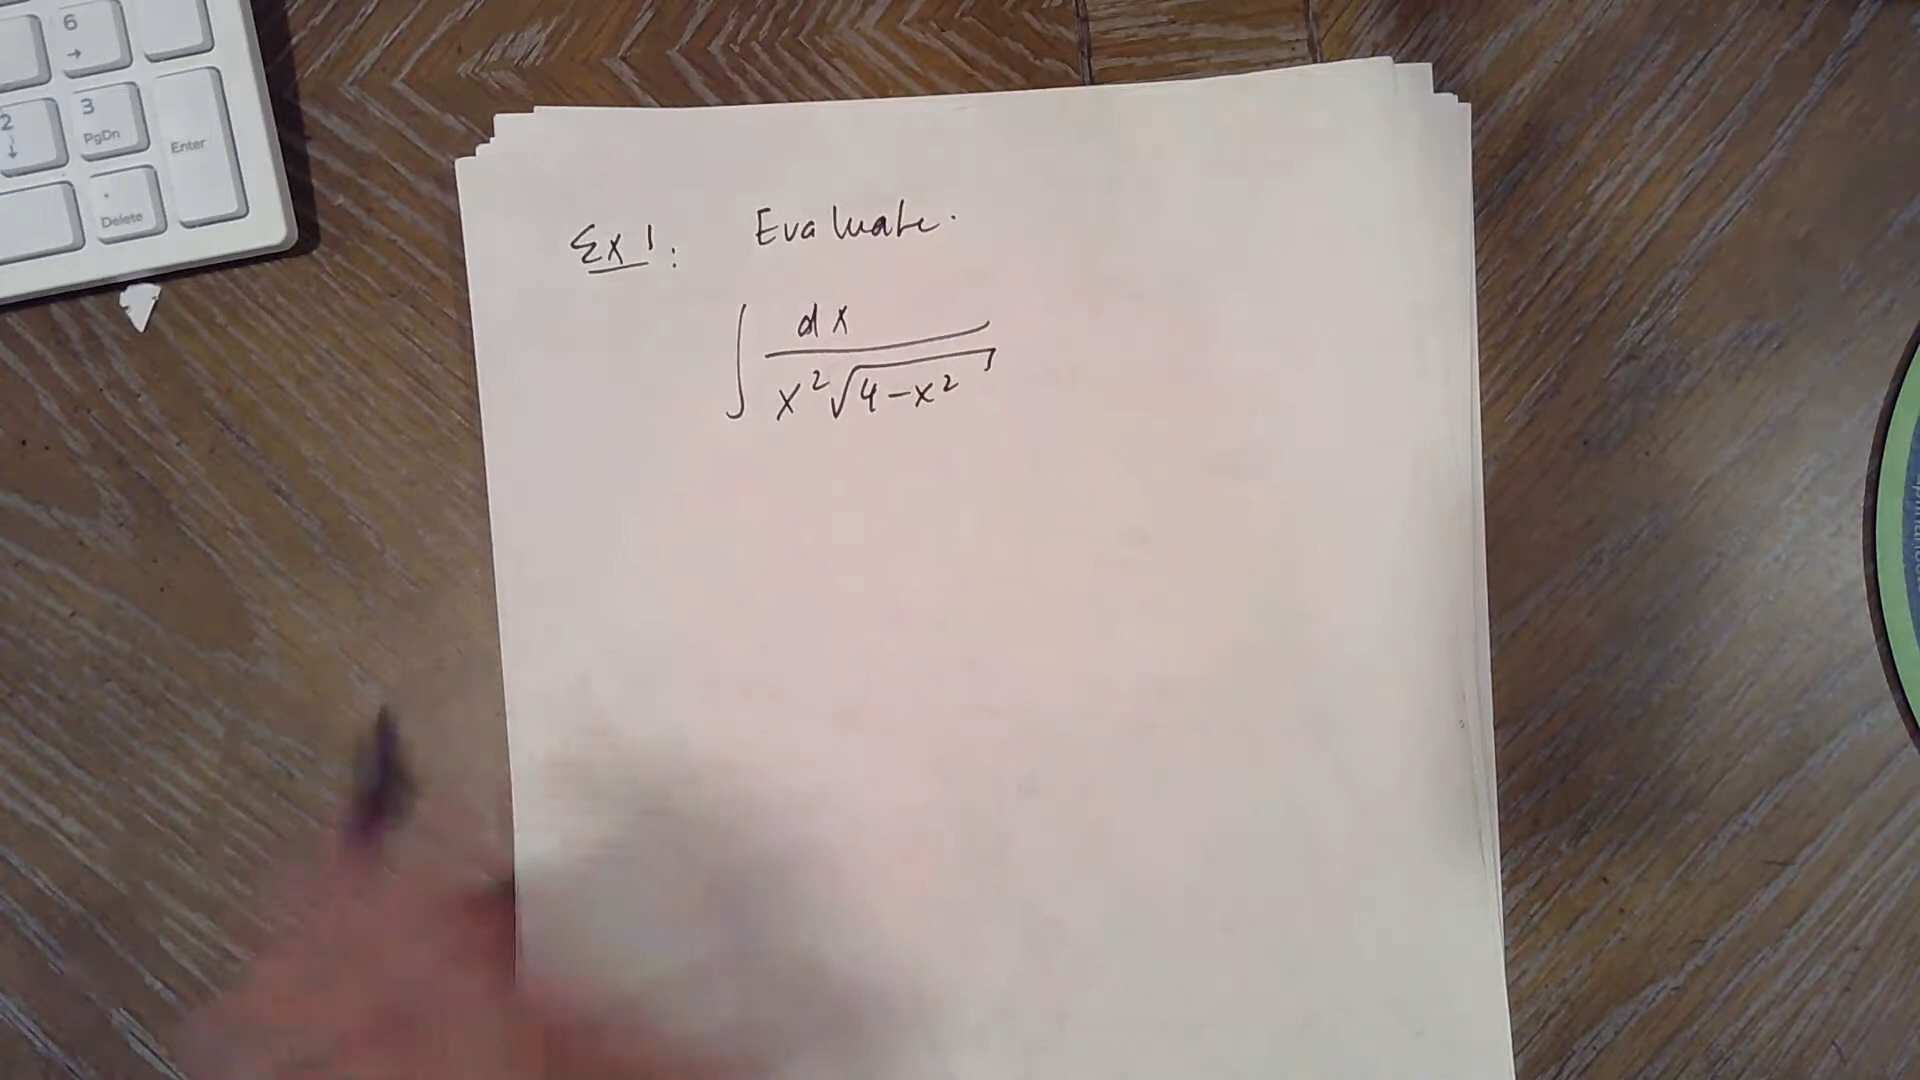 6
→
2
↓
3
PgDn
Enter
.
Delete
Ex 1: Evaluate.
∫ dx / x²√(4-x²)